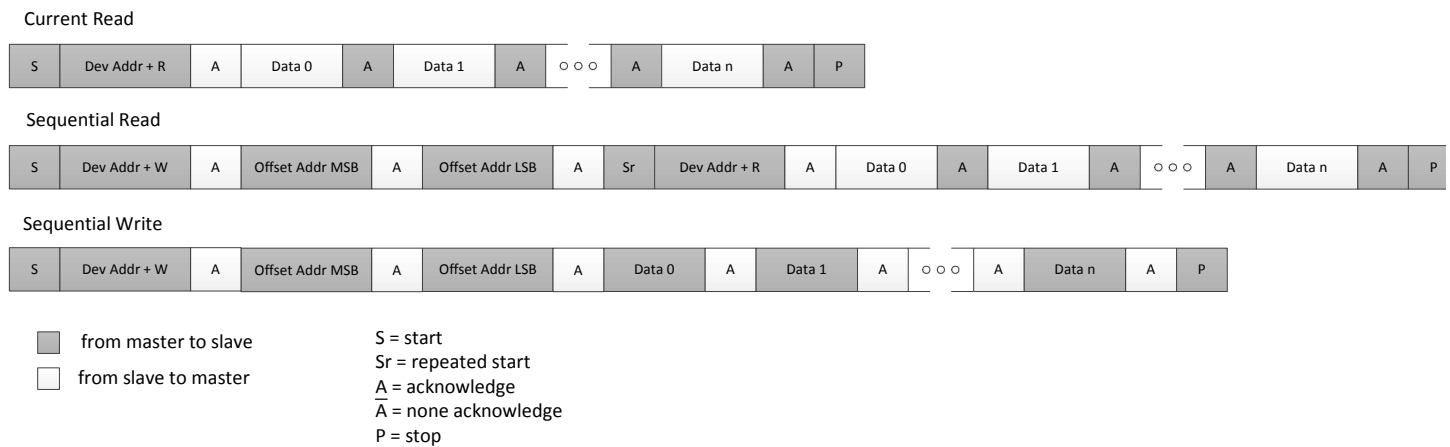 Current Read
S Dev Addr + R A Data 0 A Data 1 A A Data n A P
Sequential Read
S Dev Addr + W A Offset Addr MSB A Offset Addr LSB A Sr Dev Addr + R A Data 0 A Data 1 A A Data n A P
Sequential Write
S Dev Addr + W A Offset Addr MSB A Offset Addr LSB A Data 0 A Data 1 A A Data n A P
from master to slave
from slave to master
S = start
Sr = repeated start
A = acknowledge
A̅ = none acknowledge
P = stop